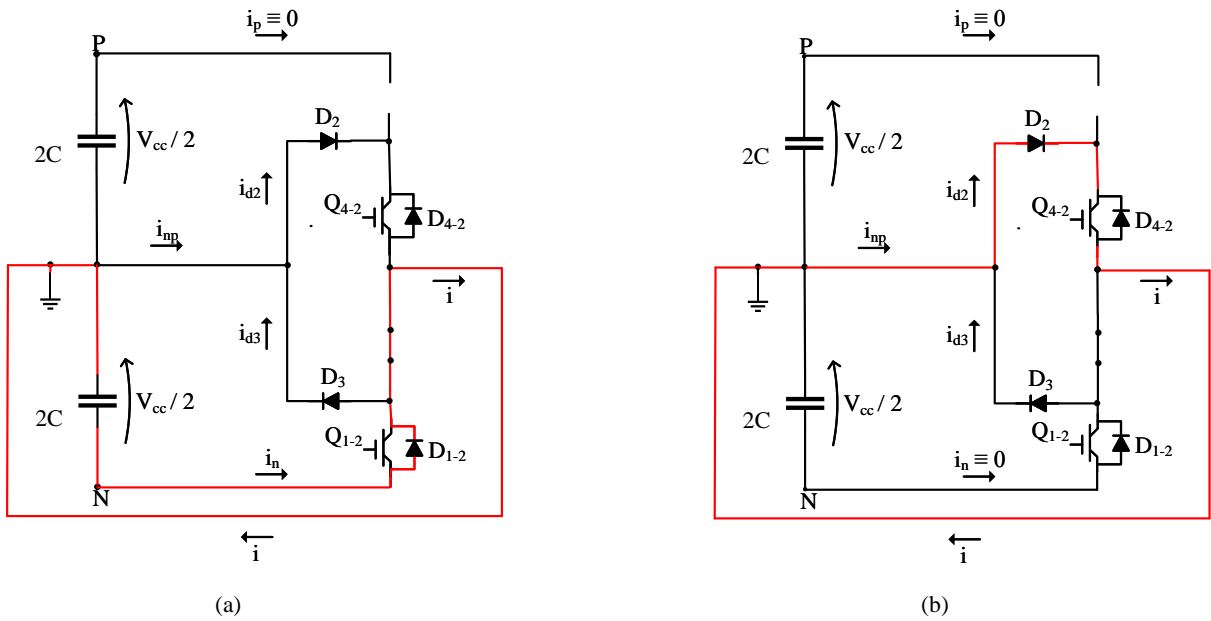 i_p ≡ 0
P
D_2
2C
V_cc / 2
i_d2
Q_4-2
D_4-2
i_np
i
i_d3
D_3
2C
V_cc / 2
Q_1-2
D_1-2
i_n
N
i
(a)
i_p ≡ 0
P
D_2
2C
V_cc / 2
i_d2
Q_4-2
D_4-2
i_np
i
i_d3
D_3
2C
V_cc / 2
Q_1-2
D_1-2
i_n ≡ 0
N
i
(b)